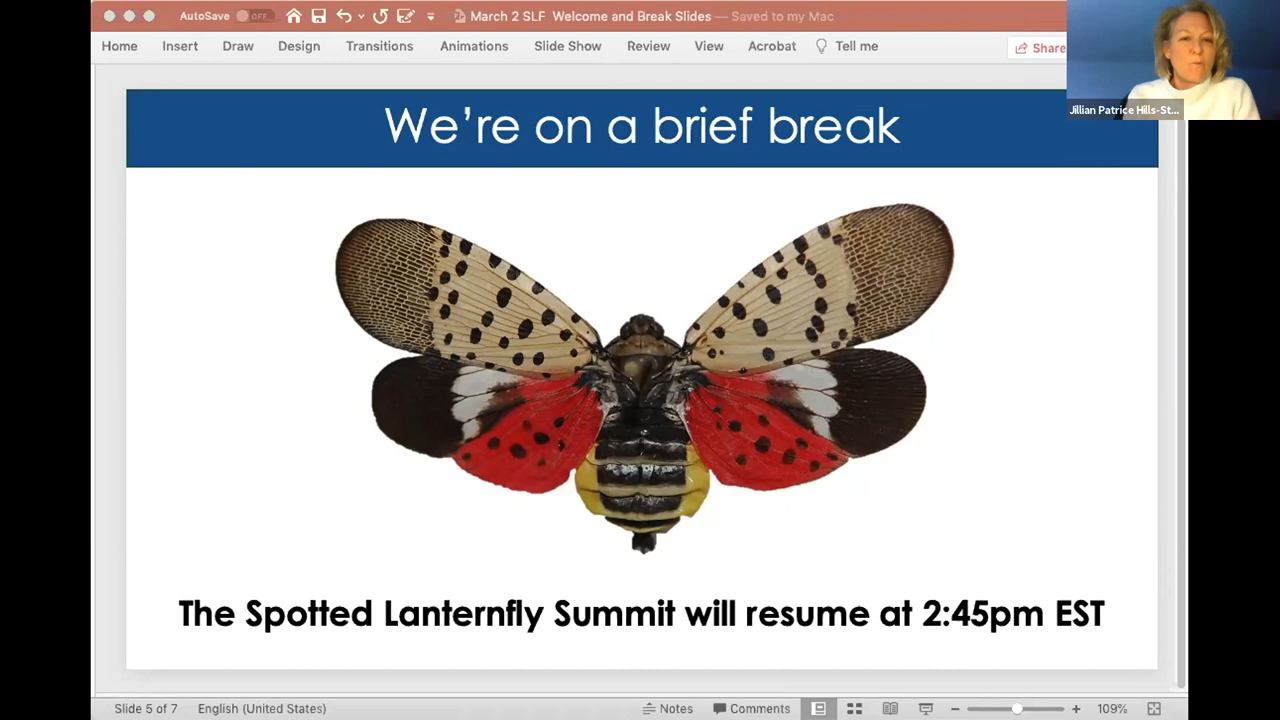 AutoSave OFF March 2 SLF Welcome and Break Slides — Saved to my Mac
Home Insert Draw Design Transitions Animations Slide Show Review View Acrobat Tell me Share
Jillian Patrice Hills-St...
We're on a brief break
The Spotted Lanternfly Summit will resume at 2:45pm EST
Slide 5 of 7 English (United States) Notes Comments 109%